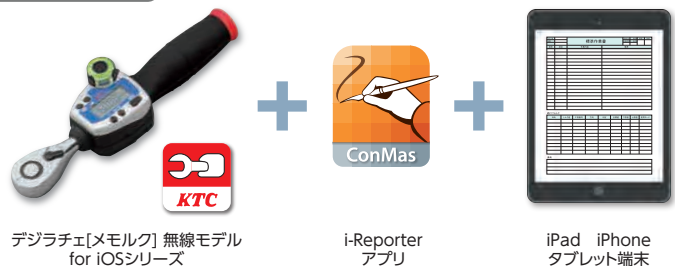 KTC
ConMas
デジラチェ[メモルク] 無線モデル
for iOSシリーズ
i-Reporter
アプリ
iPad iPhone
タブレット端末